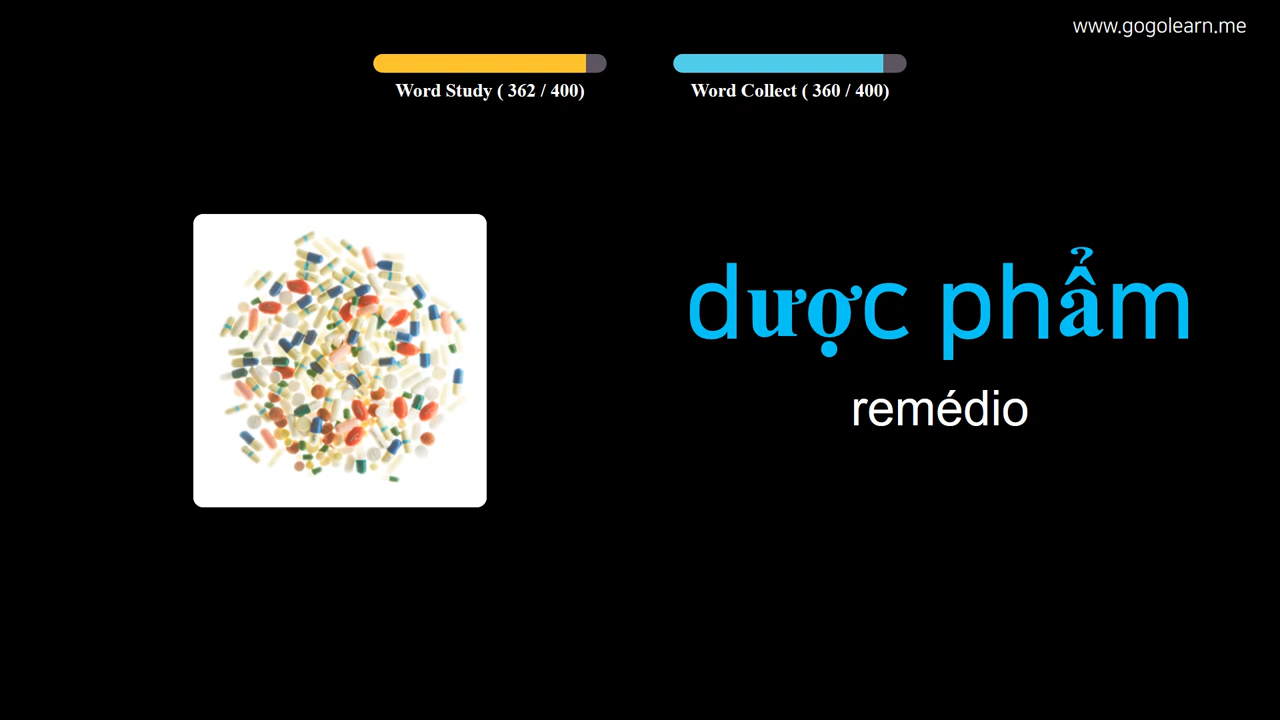 www.gogolearn.me
Word Study ( 362 / 400)
Word Collect ( 360 / 400)
dược phẩm
remédio